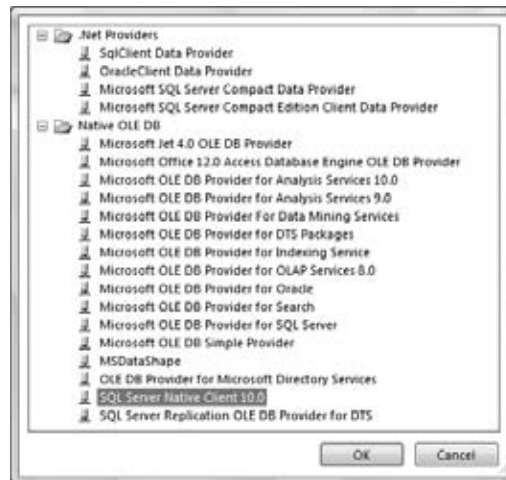 .Net Providers
SqlClient Data Provider
OracleClient Data Provider
Microsoft SQL Server Compact Data Provider
Microsoft SQL Server Compact Edition Client Data Provider
Native OLE DB
Microsoft Jet 4.0 OLE DB Provider
Microsoft Office 12.0 Access Database Engine OLE DB Provider
Microsoft OLE DB Provider for Analysis Services 10.0
Microsoft OLE DB Provider for Analysis Services 9.0
Microsoft OLE DB Provider For Data Mining Services
Microsoft OLE DB Provider for DTS Packages
Microsoft OLE DB Provider for Indexing Service
Microsoft OLE DB Provider for OLAP Services 8.0
Microsoft OLE DB Provider for Oracle
Microsoft OLE DB Provider for Search
Microsoft OLE DB Provider for SQL Server
Microsoft OLE DB Simple Provider
MSDataShape
OLE DB Provider for Microsoft Directory Services
SQL Server Native Client 10.0
SQL Server Replication OLE DB Provider for DTS
OK Cancel